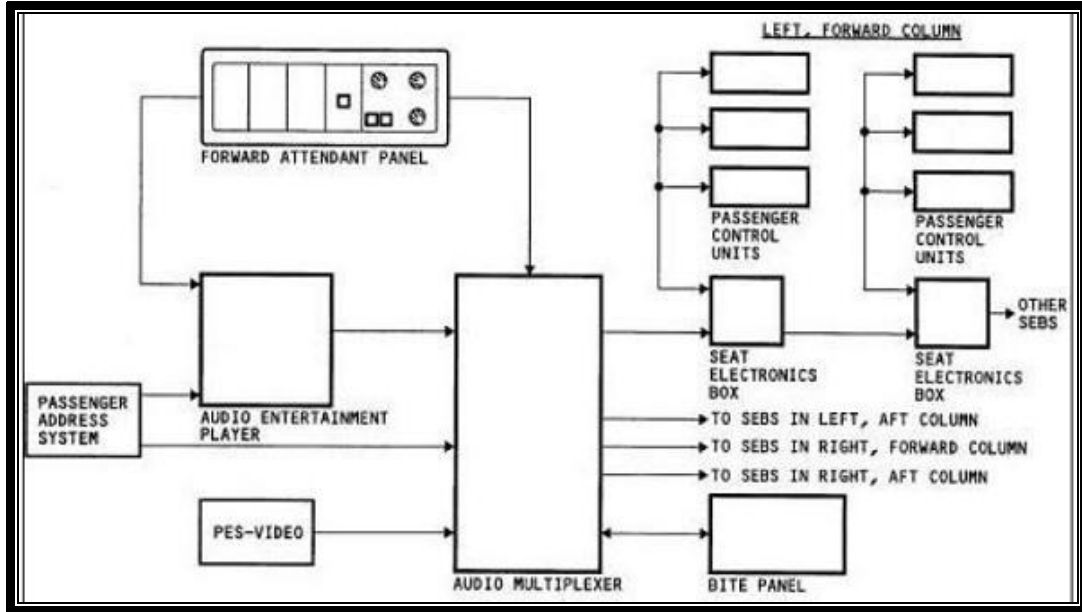 LEFT, FORWARD COLUMN
FORWARD ATTENDANT PANEL
PASSENGER
CONTROL
UNITS
PASSENGER
CONTROL
UNITS
OTHER
SEBS
SEAT
ELECTRONICS
BOX
SEAT
ELECTRONICS
BOX
PASSENGER
ADDRESS
SYSTEM
AUDIO ENTERTAINMENT
PLAYER
TO SEBS IN LEFT, AFT COLUMN
TO SEBS IN RIGHT, FORWARD COLUMN
TO SEBS IN RIGHT, AFT COLUMN
PES-VIDEO
AUDIO MULTIPLEXER
BITE PANEL